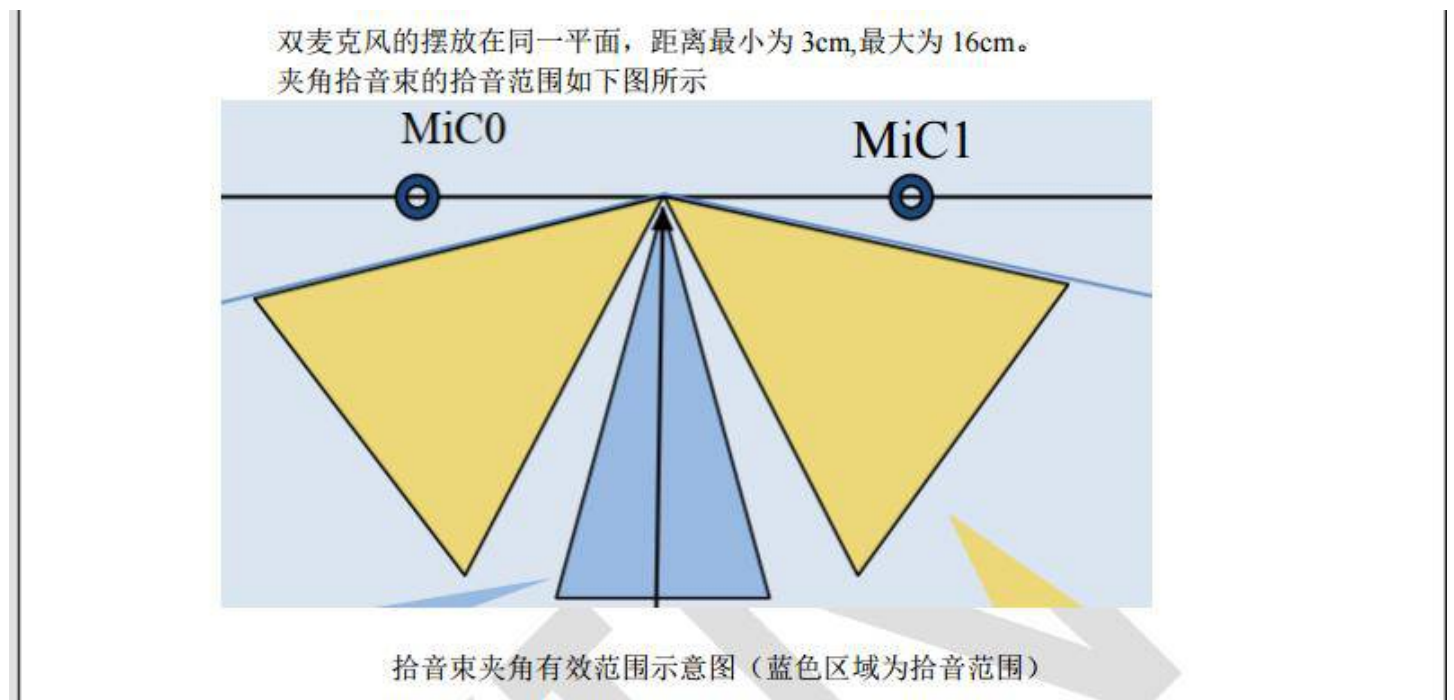 双麦克风的摆放在同一平面，距离最小为 3cm,最大为 16cm。
夹角拾音束的拾音范围如下图所示
MiC0
MiC1
拾音束夹角有效范围示意图（蓝色区域为拾音范围）